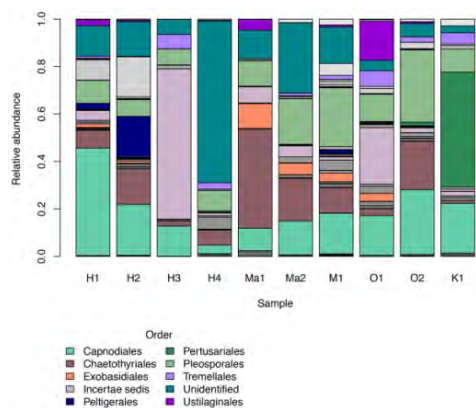 1.0
0.8
0.6
0.4
0.2
0.0
Relative abundance
H1 H2 H3 H4 Ma1 Ma2 M1 O1 O2 K1
Sample
Order
Capnodiales Pertusariales
Chaetothyriales Pleosporales
Exobasidiales Tremellales
Incertae sedis Unidentified
Peltigerales Ustilaginales